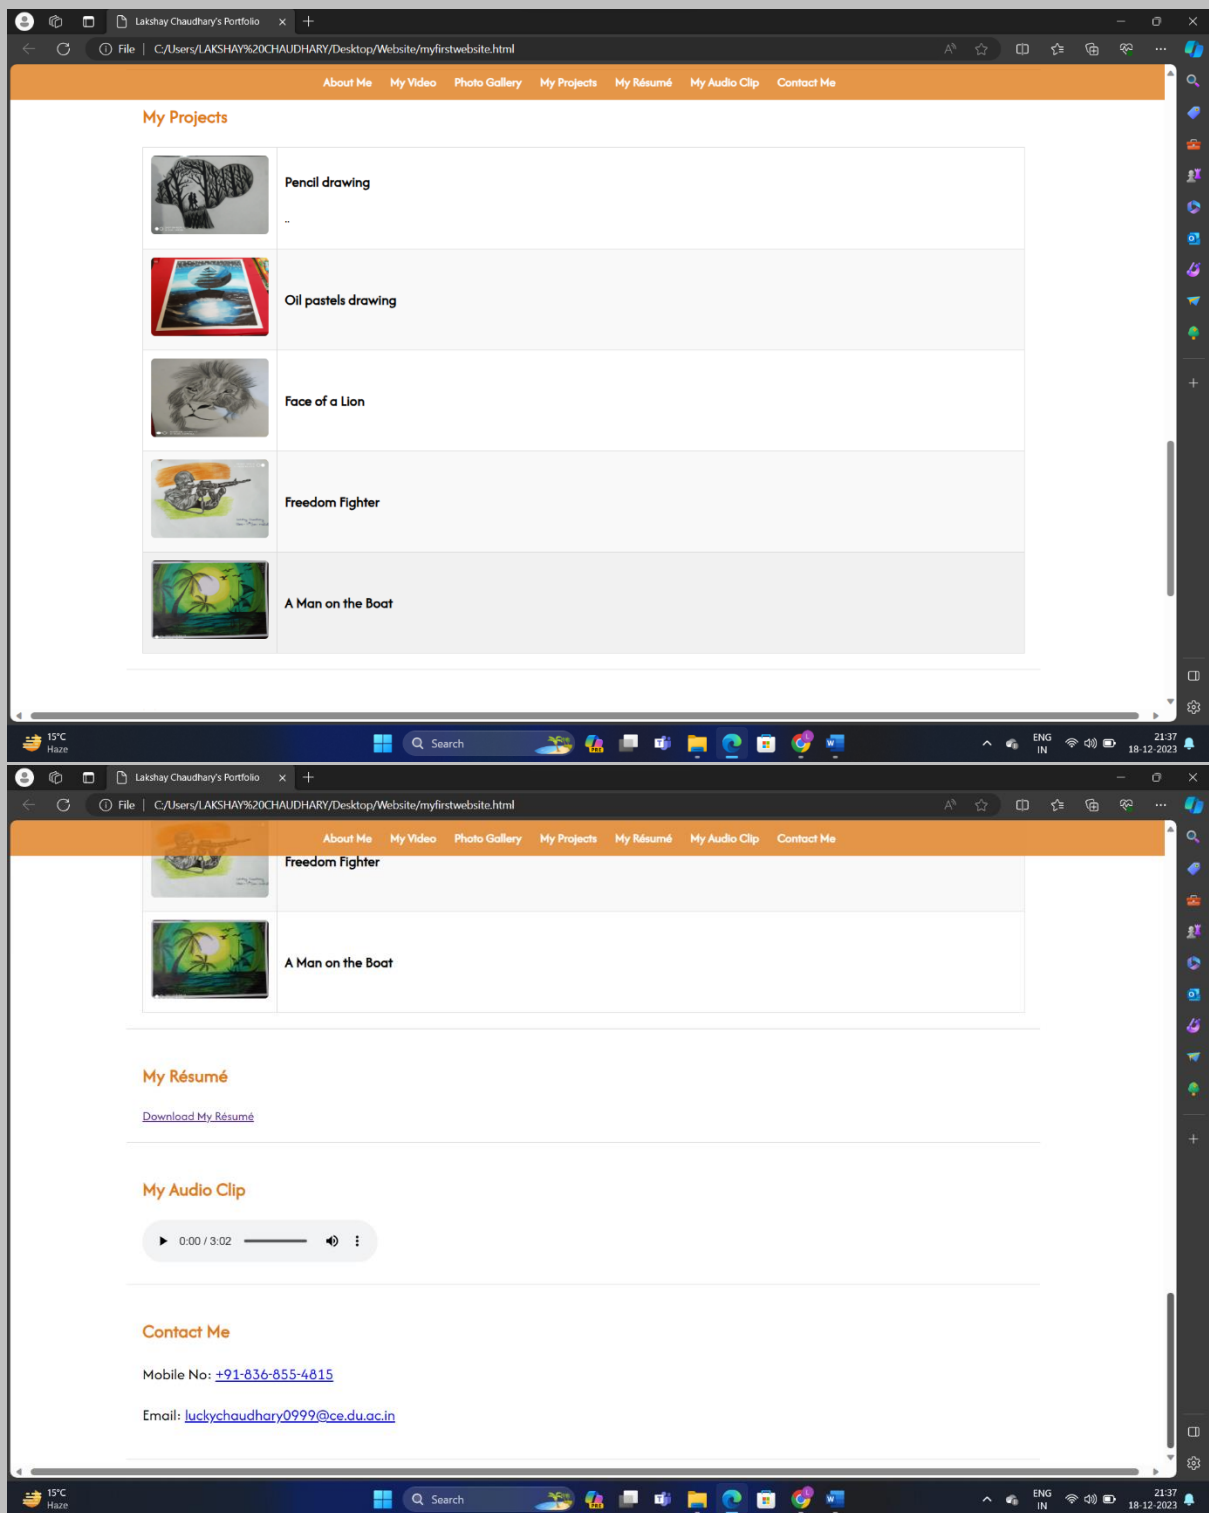 Lakshay Chaudhary's Portfolio
File | C:/Users/LAKSHAY%20CHAUDHARY/Desktop/Website/myfirstwebsite.html
About Me My Video Photo Gallery My Projects My Résumé My Audio Clip Contact Me
My Projects
Pencil drawing
..
Oil pastels drawing
Face of a Lion
Freedom Fighter
A Man on the Boat
15°C
Haze
Search
ENG
IN
21:37
18-12-2023
Lakshay Chaudhary's Portfolio
File | C:/Users/LAKSHAY%20CHAUDHARY/Desktop/Website/myfirstwebsite.html
About Me My Video Photo Gallery My Projects My Résumé My Audio Clip Contact Me
Freedom Fighter
A Man on the Boat
My Résumé
Download My Résumé
My Audio Clip
0:00 / 3:02
Contact Me
Mobile No: +91-836-855-4815
Email: luckychaudhary0999@ce.du.ac.in
15°C
Haze
Search
ENG
IN
21:37
18-12-2023